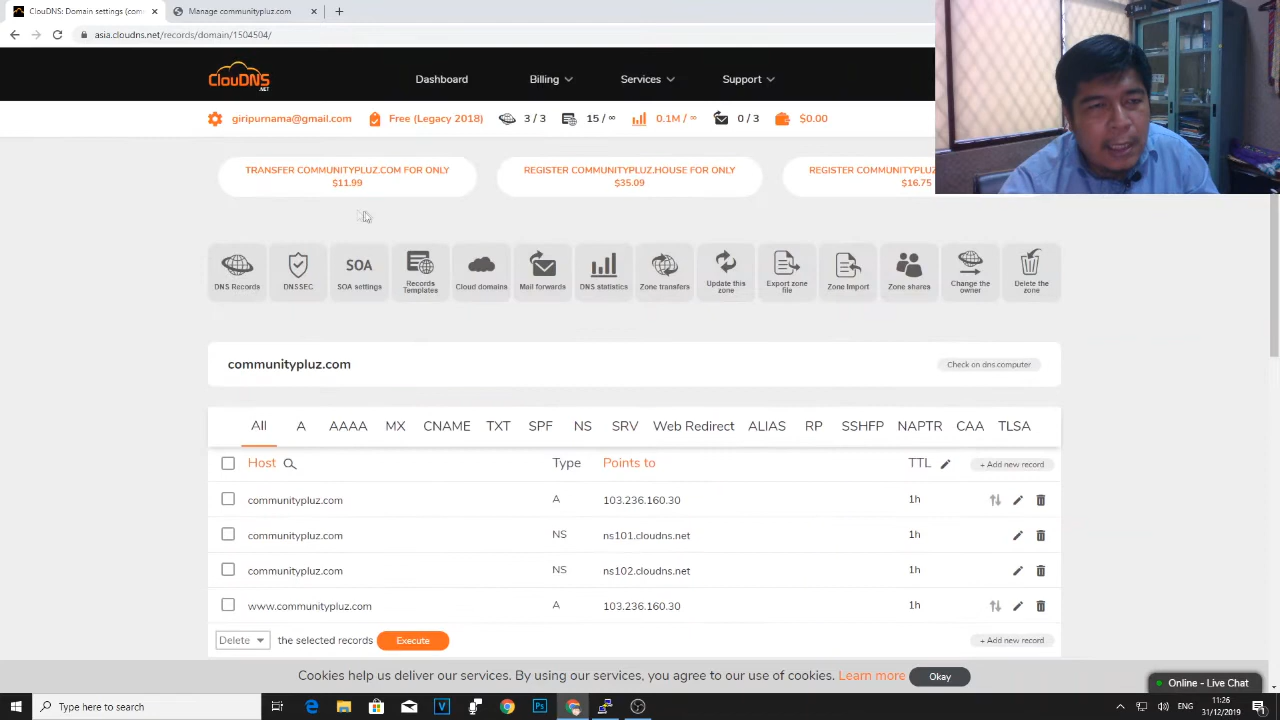 ClouDNS: Domain settings (com
Manage communitypluz.com
asia.cloudns.net/records/domain/1504504/
ClouDNS
.NET
Dashboard
Billing
Services
Support
giripurnama@gmail.com
Free (Legacy 2018)
3 / 3
15 / ∞
0.1M / ∞
0 / 3
$0.00
TRANSFER COMMUNITYPLUZ.COM FOR ONLY
$11.99
REGISTER COMMUNITYPLUZ.HOUSE FOR ONLY
$35.09
REGISTER COMMUNITYPLUZ
$16.75
DNS Records
DNSSEC
SOA
SOA settings
Records
Templates
Cloud domains
Mail forwards
DNS statistics
Zone transfers
Update this
zone
Export zone
file
Zone Import
Zone shares
Change the
owner
Delete the
zone
communitypluz.com
Check on dns.computer
All A AAAA MX CNAME TXT SPF NS SRV Web Redirect ALIAS RP SSHFP NAPTR CAA TLSA
Host Type Points to TTL + Add new record
communitypluz.com A 103.236.160.30 1h
communitypluz.com NS ns101.cloudns.net 1h
communitypluz.com NS ns102.cloudns.net 1h
www.communitypluz.com A 103.236.160.30 1h
Delete the selected records Execute + Add new record
Cookies help us deliver our services. By using our services, you agree to our use of cookies. Learn more Okay
Online - Live Chat
Type here to search
ENG
11:26
31/12/2019